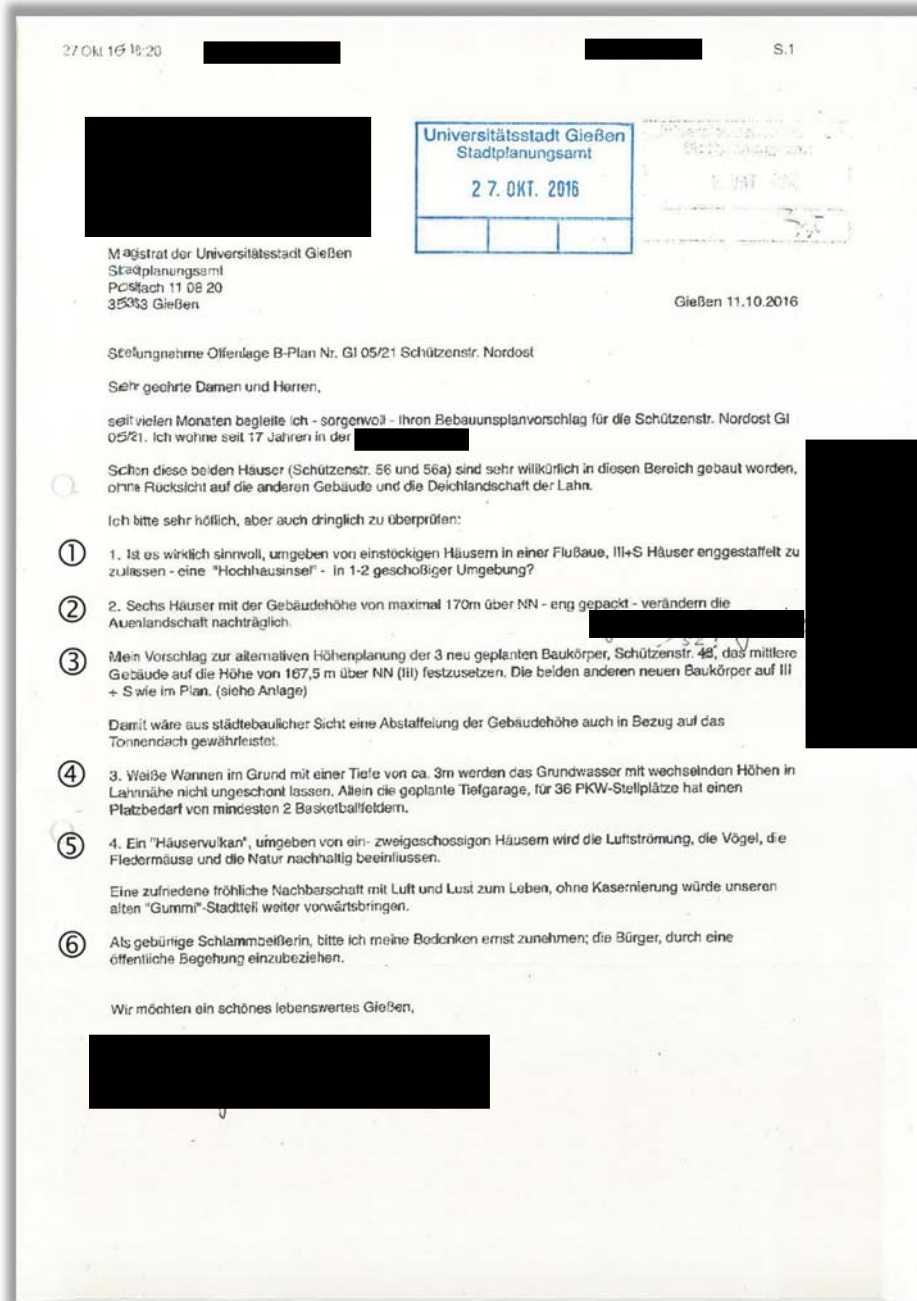 27 Okt 16 18:20
S.1
Universitätsstadt Gießen
Stadtplanungsamt
27. OKT. 2016
Magistrat der Universitätsstadt Gießen
Stadtplanungsamt
Postfach 11 08 20
35353 Gießen
Gießen 11.10.2016
Stellungnahme Offenlage B-Plan Nr. GI 05/21 Schützenstr. Nordost
Sehr geehrte Damen und Herren,
seit vielen Monaten begleite ich - sorgenvoll - Ihren Bebauunsplanvorschlag für die Schützenstr. Nordost GI
05/21. Ich wohne seit 17 Jahren in der
Schon diese beiden Häuser (Schützenstr. 56 und 56a) sind sehr willkürlich in diesen Bereich gebaut worden,
ohne Rücksicht auf die anderen Gebäude und die Deichlandschaft der Lahn.
Ich bitte sehr höflich, aber auch dringlich zu überprüfen:
① 1. Ist es wirklich sinnvoll, umgeben von einstöckigen Häusern in einer Flußaue, III+S Häuser enggestaffelt zu
zulassen - eine "Hochhausinsel" - in 1-2 geschoßiger Umgebung?
② 2. Sechs Häuser mit der Gebäudehöhe von maximal 170m über NN - eng gepackt - verändern die
Auenlandschaft nachträglich.
52
③ Mein Vorschlag zur alternativen Höhenplanung der 3 neu geplanten Baukörper, Schützenstr. 48, das mittlere
Gebäude auf die Höhe von 167,5 m über NN (III) festzusetzen. Die beiden anderen neuen Baukörper auf III
+ S wie im Plan. (siehe Anlage)
Damit wäre aus städtebaulicher Sicht eine Abstaffelung der Gebäudehöhe auch in Bezug auf das
Tonnendach gewährleistet.
④ 3. Weiße Wannen im Grund mit einer Tiefe von ca. 3m werden das Grundwasser mit wechselnden Höhen in
Lahnnähe nicht ungeschont lassen. Allein die geplante Tiefgarage, für 36 PKW-Stellplätze hat einen
Platzbedarf von mindesten 2 Basketballfeldern.
⑤ 4. Ein "Häuservulkan", umgeben von ein- zweigeschossigen Häusern wird die Luftströmung, die Vögel, die
Fledermäuse und die Natur nachhaltig beeinflussen.
Eine zufriedene fröhliche Nachbarschaft mit Luft und Lust zum Leben, ohne Kasernierung würde unseren
alten "Gummi"-Stadtteil weiter vorwärtsbringen.
⑥ Als gebürtige Schlammbeißerin, bitte ich meine Bedenken ernst zunehmen; die Bürger, durch eine
öffentliche Begehung einzubeziehen.
Wir möchten ein schönes lebenswertes Gießen,